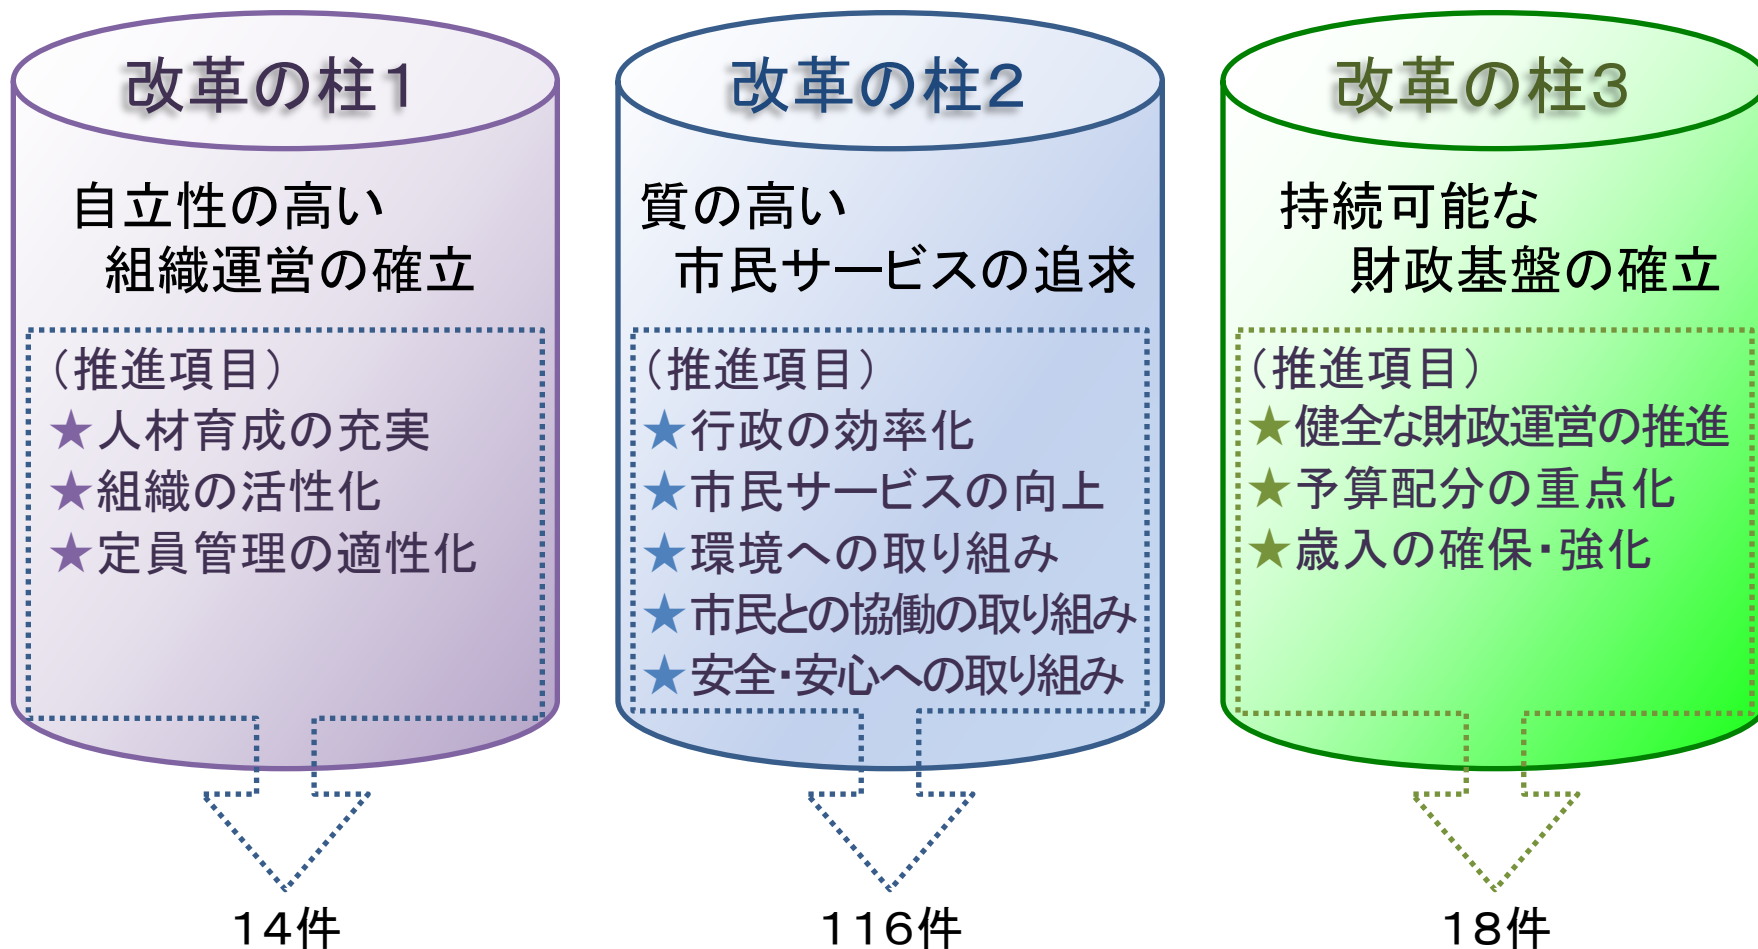 改革の柱1
自立性の高い
組織運営の確立
（推進項目）
★人材育成の充実
★組織の活性化
★定員管理の適性化
14件
改革の柱2
質の高い
市民サービスの追求
（推進項目）
★行政の効率化
★市民サービスの向上
★環境への取り組み
★市民との協働の取り組み
★安全・安心への取り組み
116件
改革の柱3
持続可能な
財政基盤の確立
（推進項目）
★健全な財政運営の推進
★予算配分の重点化
★歳入の確保・強化
18件